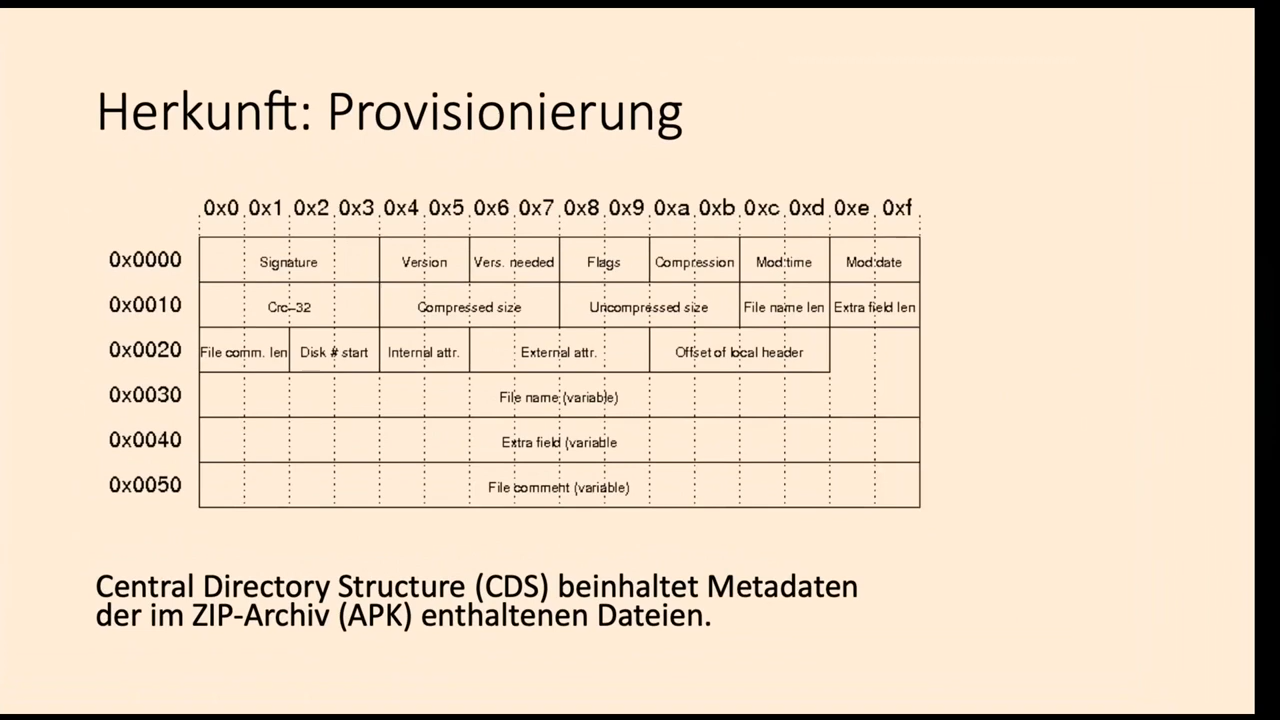 Herkunft: Provisionierung
0x0 0x1 0x2 0x3 0x4 0x5 0x6 0x7 0x8 0x9 0xa 0xb 0xc 0xd 0xe 0xf
0x0000 Signature Version Vers. needed Flags Compression Mod time Mod date
0x0010 Crc-32 Compressed size Uncompressed size File name len Extra field len
0x0020 File comm. len Disk # start Internal attr. External attr. Offset of local header
0x0030 File name (variable)
0x0040 Extra field (variable
0x0050 File comment (variable)
Central Directory Structure (CDS) beinhaltet Metadaten
der im ZIP-Archiv (APK) enthaltenen Dateien.